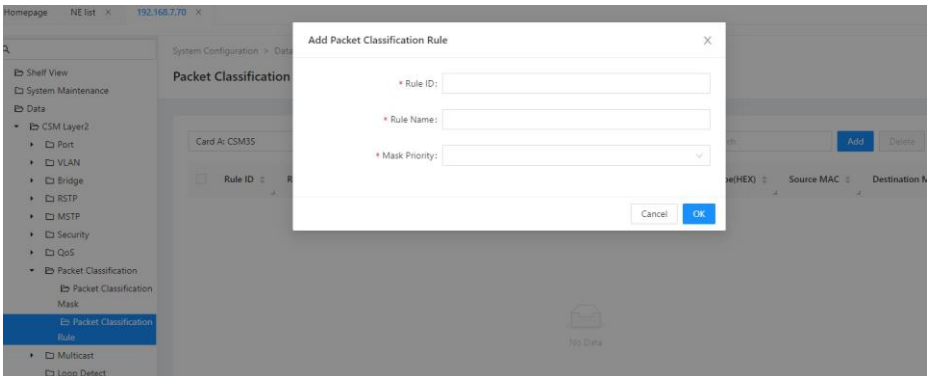 Homepage NE list × 192.168.7.70 ×
System Configuration > Data
Packet Classification
Shelf View
System Maintenance
Data
CSM Layer2
Port
VLAN
Bridge
RSTP
MSTP
Security
QoS
Packet Classification
Packet Classification
Mask
Packet Classification
Rule
Multicast
Loop Detect
Add Packet Classification Rule
* Rule ID:
* Rule Name:
* Mask Priority:
Cancel OK
Card A: CSM35
Add Delete
Rule ID R pe(HEX) Source MAC Destination M
No Data